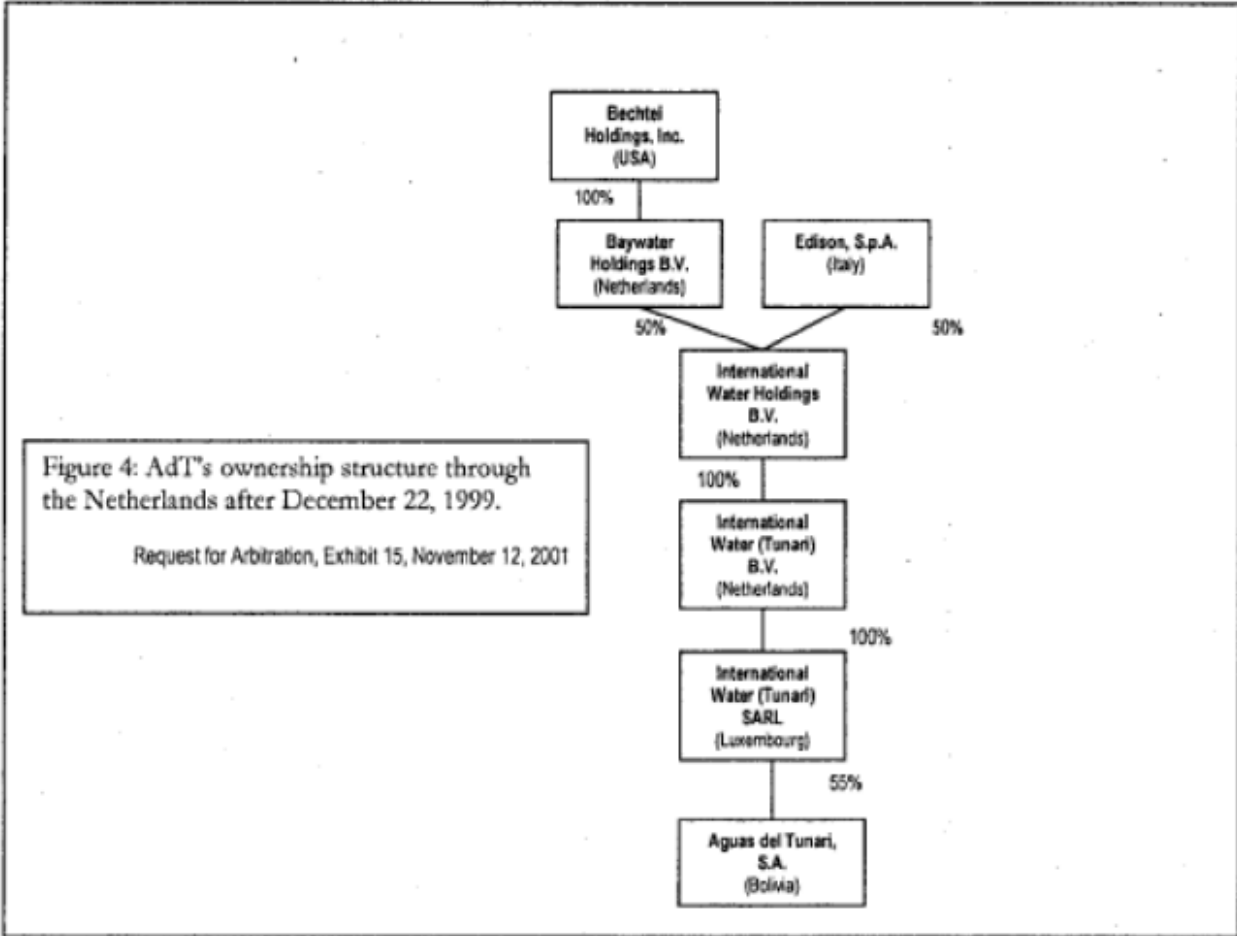 Bechtel
Holdings, Inc.
(USA)
100%
Baywater
Holdings B.V.
(Netherlands)
Edison, S.p.A.
(Italy)
50%
50%
International
Water Holdings
B.V.
(Netherlands)
Figure 4: AdT's ownership structure through
the Netherlands after December 22, 1999.
Request for Arbitration, Exhibit 15, November 12, 2001
100%
International
Water (Tunari)
B.V.
(Netherlands)
100%
International
Water (Tunari)
SARL
(Luxembourg)
55%
Aguas del Tunari,
S.A.
(Bolivia)